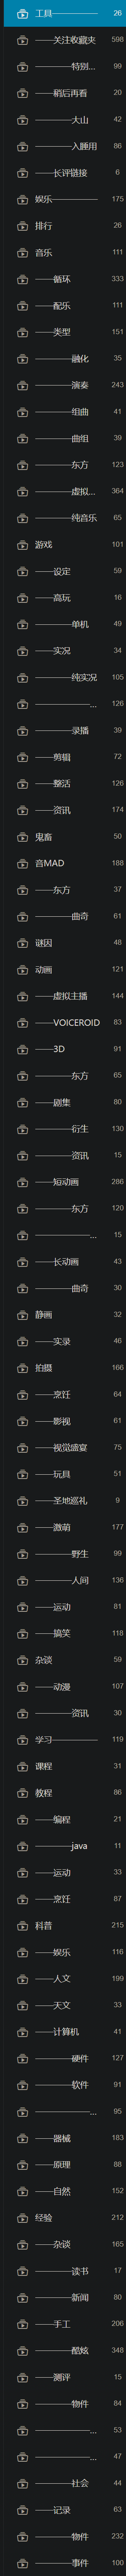 工具—————— 26
——关注收藏夹 598
————特别... 99
——稍后再看 20
————大山 42
————入睡用 86
————长评链接 6
娱乐—————— 175
排行 26
音乐 111
——循环 333
——配乐 111
——类型 151
————融化 35
————演奏 243
————组曲 41
————曲组 39
————东方 123
————虚拟... 364
————纯音乐 65
游戏 101
——设定 59
——高玩 16
————单机 49
——实况 34
————纯实况 105
——————... 126
————录播 39
——剪辑 72
——整活 126
——资讯 174
鬼畜 50
音MAD 188
——东方 37
————曲奇 61
谜因 48
动画 121
——虚拟主播 144
——VOICEROID 83
——3D 91
————东方 65
——剧集 80
————衍生 130
————资讯 15
——短动画 286
————东方 120
——————... 15
——长动画 43
————曲奇 30
静画 32
——实录 46
拍摄 166
——烹饪 64
——影视 61
——视觉盛宴 75
——玩具 51
——圣地巡礼 9
——激萌 177
————野生 99
————人间 136
——运动 81
——搞笑 118
杂谈 59
——动漫 107
————资讯 30
学习—————— 119
课程 31
教程 86
——编程 21
————java 11
——运动 33
——烹饪 87
科普 215
——娱乐 116
——人文 199
——天文 33
——计算机 41
————硬件 127
————软件 91
——————... 95
——器械 183
——原理 88
——自然 152
经验 212
——杂谈 165
————读书 17
————新闻 80
——手工 206
————酷炫 348
——测评 15
————物件 84
——————... 53
——————... 47
————社会 44
——记录 63
————物件 232
————事件 100